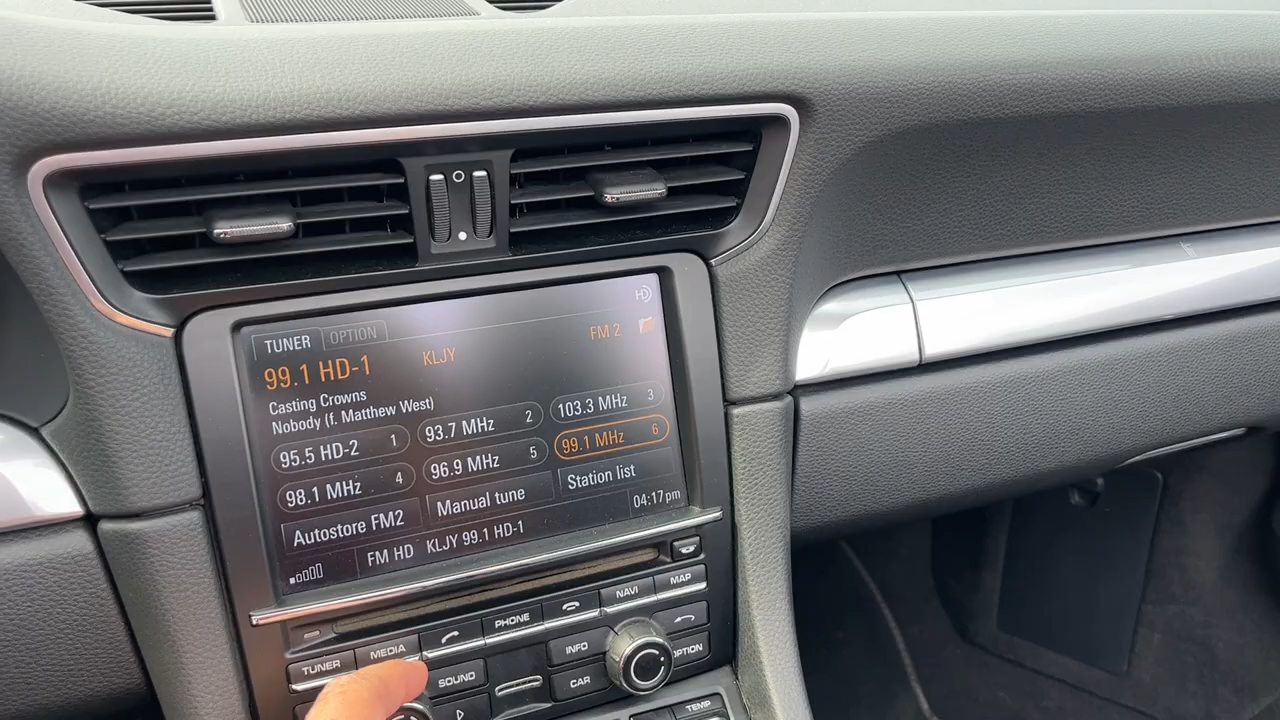 HD
TUNER OPTION
FM 2
99.1 HD-1 KLJY
Casting Crowns
Nobody (f. Matthew West)
95.5 HD-2 1
93.7 MHz 2
103.3 MHz 3
98.1 MHz 4
96.9 MHz 5
99.1 MHz 6
Autostore FM2
Manual tune
Station list
FM HD KLJY 99.1 HD-1
04:17pm
TUNER
MEDIA
PHONE
NAVI
MAP
SOUND
INFO
CAR
OPTION
TEMP